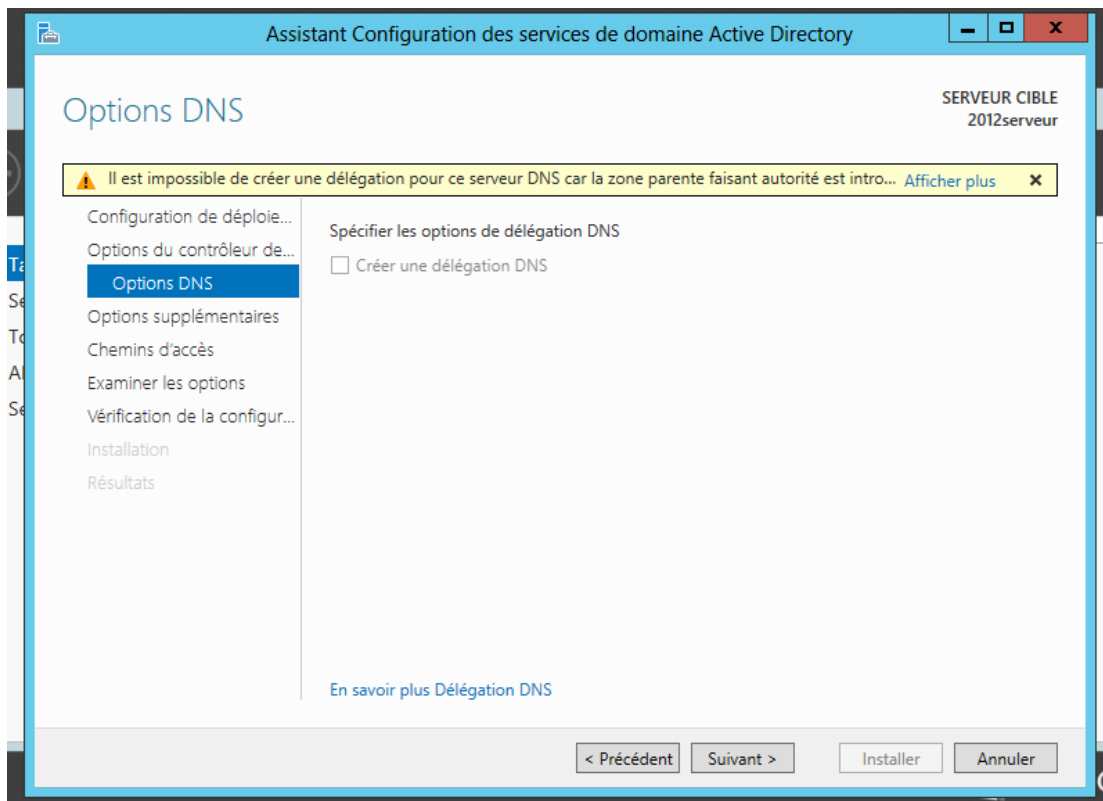 Assistant Configuration des services de domaine Active Directory
Options DNS
SERVEUR CIBLE
2012serveur
Il est impossible de créer une délégation pour ce serveur DNS car la zone parente faisant autorité est intro... Afficher plus
Configuration de déploie...
Options du contrôleur de...
Options DNS
Options supplémentaires
Chemins d'accès
Examiner les options
Vérification de la configur...
Installation
Résultats
Spécifier les options de délégation DNS
Créer une délégation DNS
En savoir plus Délégation DNS
< Précédent
Suivant >
Installer
Annuler